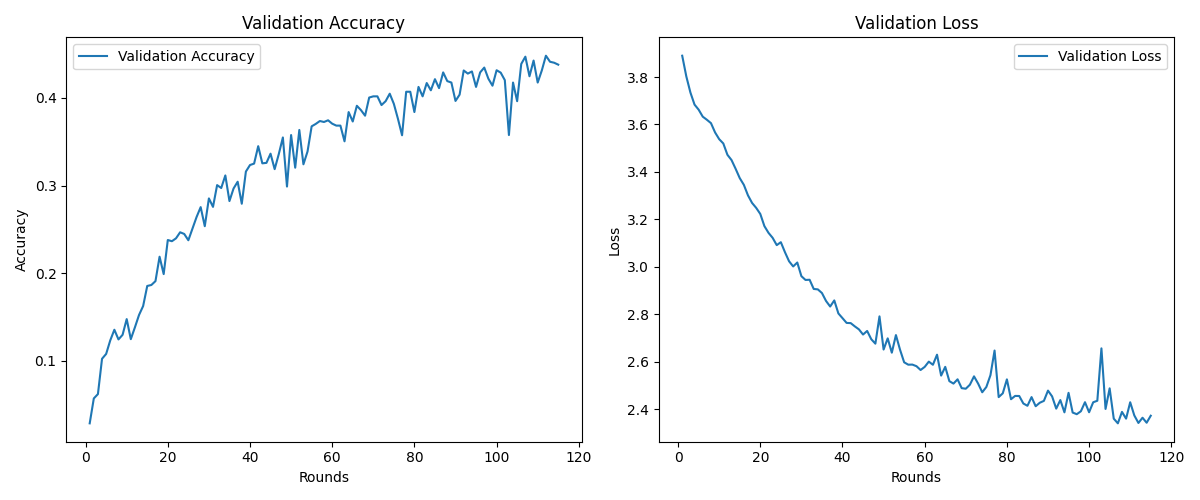 Validation Accuracy
Validation Accuracy
0.4
0.3
0.2
0.1
Accuracy
0 20 40 60 80 100 120
Rounds
Validation Loss
Validation Loss
3.8
3.6
3.4
3.2
3.0
2.8
2.6
2.4
Loss
0 20 40 60 80 100 120
Rounds